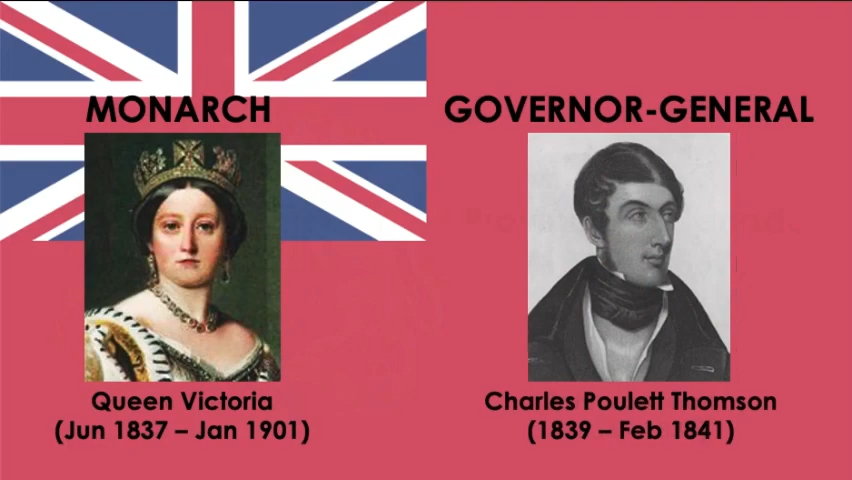 MONARCH
Queen Victoria
(Jun 1837 – Jan 1901)
GOVERNOR-GENERAL
Charles Poulett Thomson
(1839 – Feb 1841)